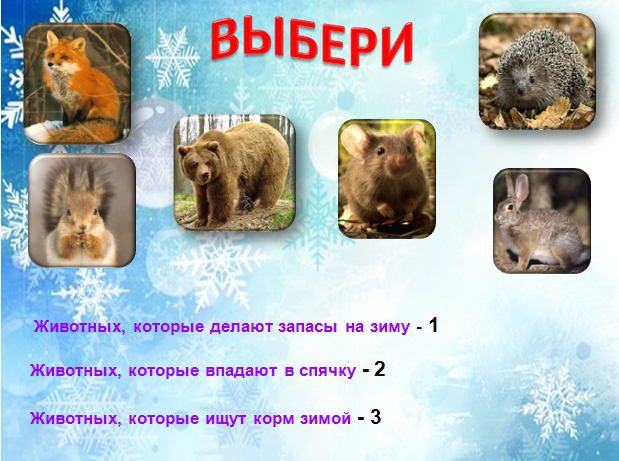 ВЫБЕРИ
Животных, которые делают запасы на зиму - 1
Животных, которые впадают в спячку - 2
Животных, которые ищут корм зимой - 3